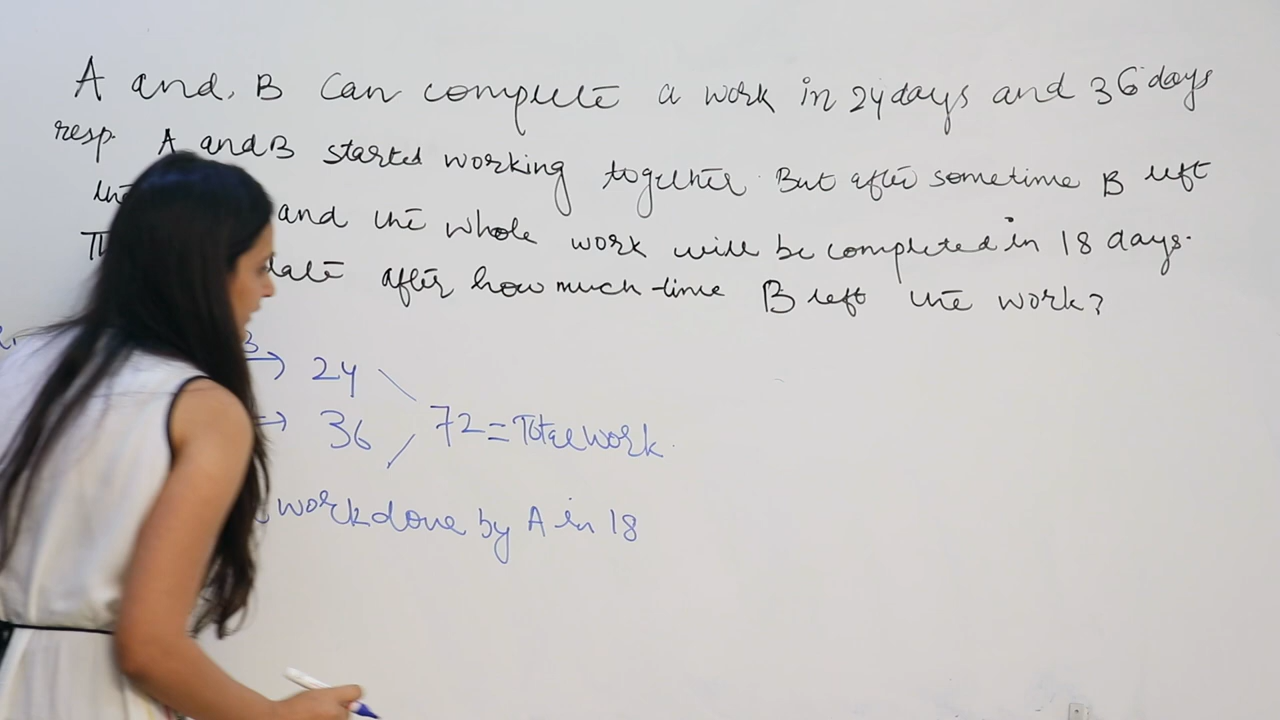 A and B can complete a work in 24 days and 36 days
resp. A and B started working together. But after sometime B left
the and the whole work will be completed in 18 days.
after how much time B left the work?
B → 24
→ 36
72 = Total work.
work done by A in 18